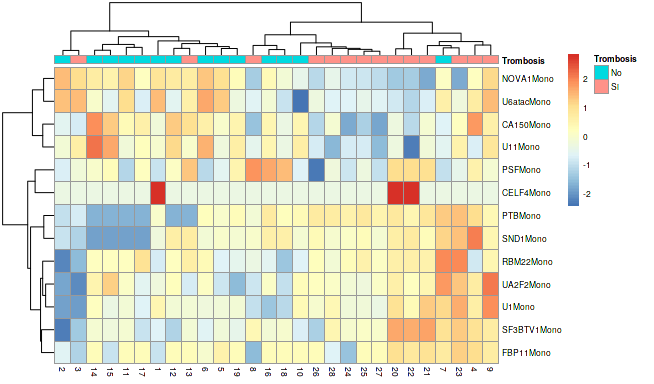 Trombosis
Trombosis
No
SI
NOVA1Mono
U6atacMono
CA150Mono
U11Mono
PSFMono
CELF4Mono
PTBMono
SND1Mono
RBM22Mono
UA2F2Mono
U1Mono
SF3BTV1Mono
FBP11Mono
2
1
0
-1
-2
2 3 14 15 11 17 1 12 13 6 5 19 8 16 18 10 26 28 24 25 27 20 22 21 7 23 4 9